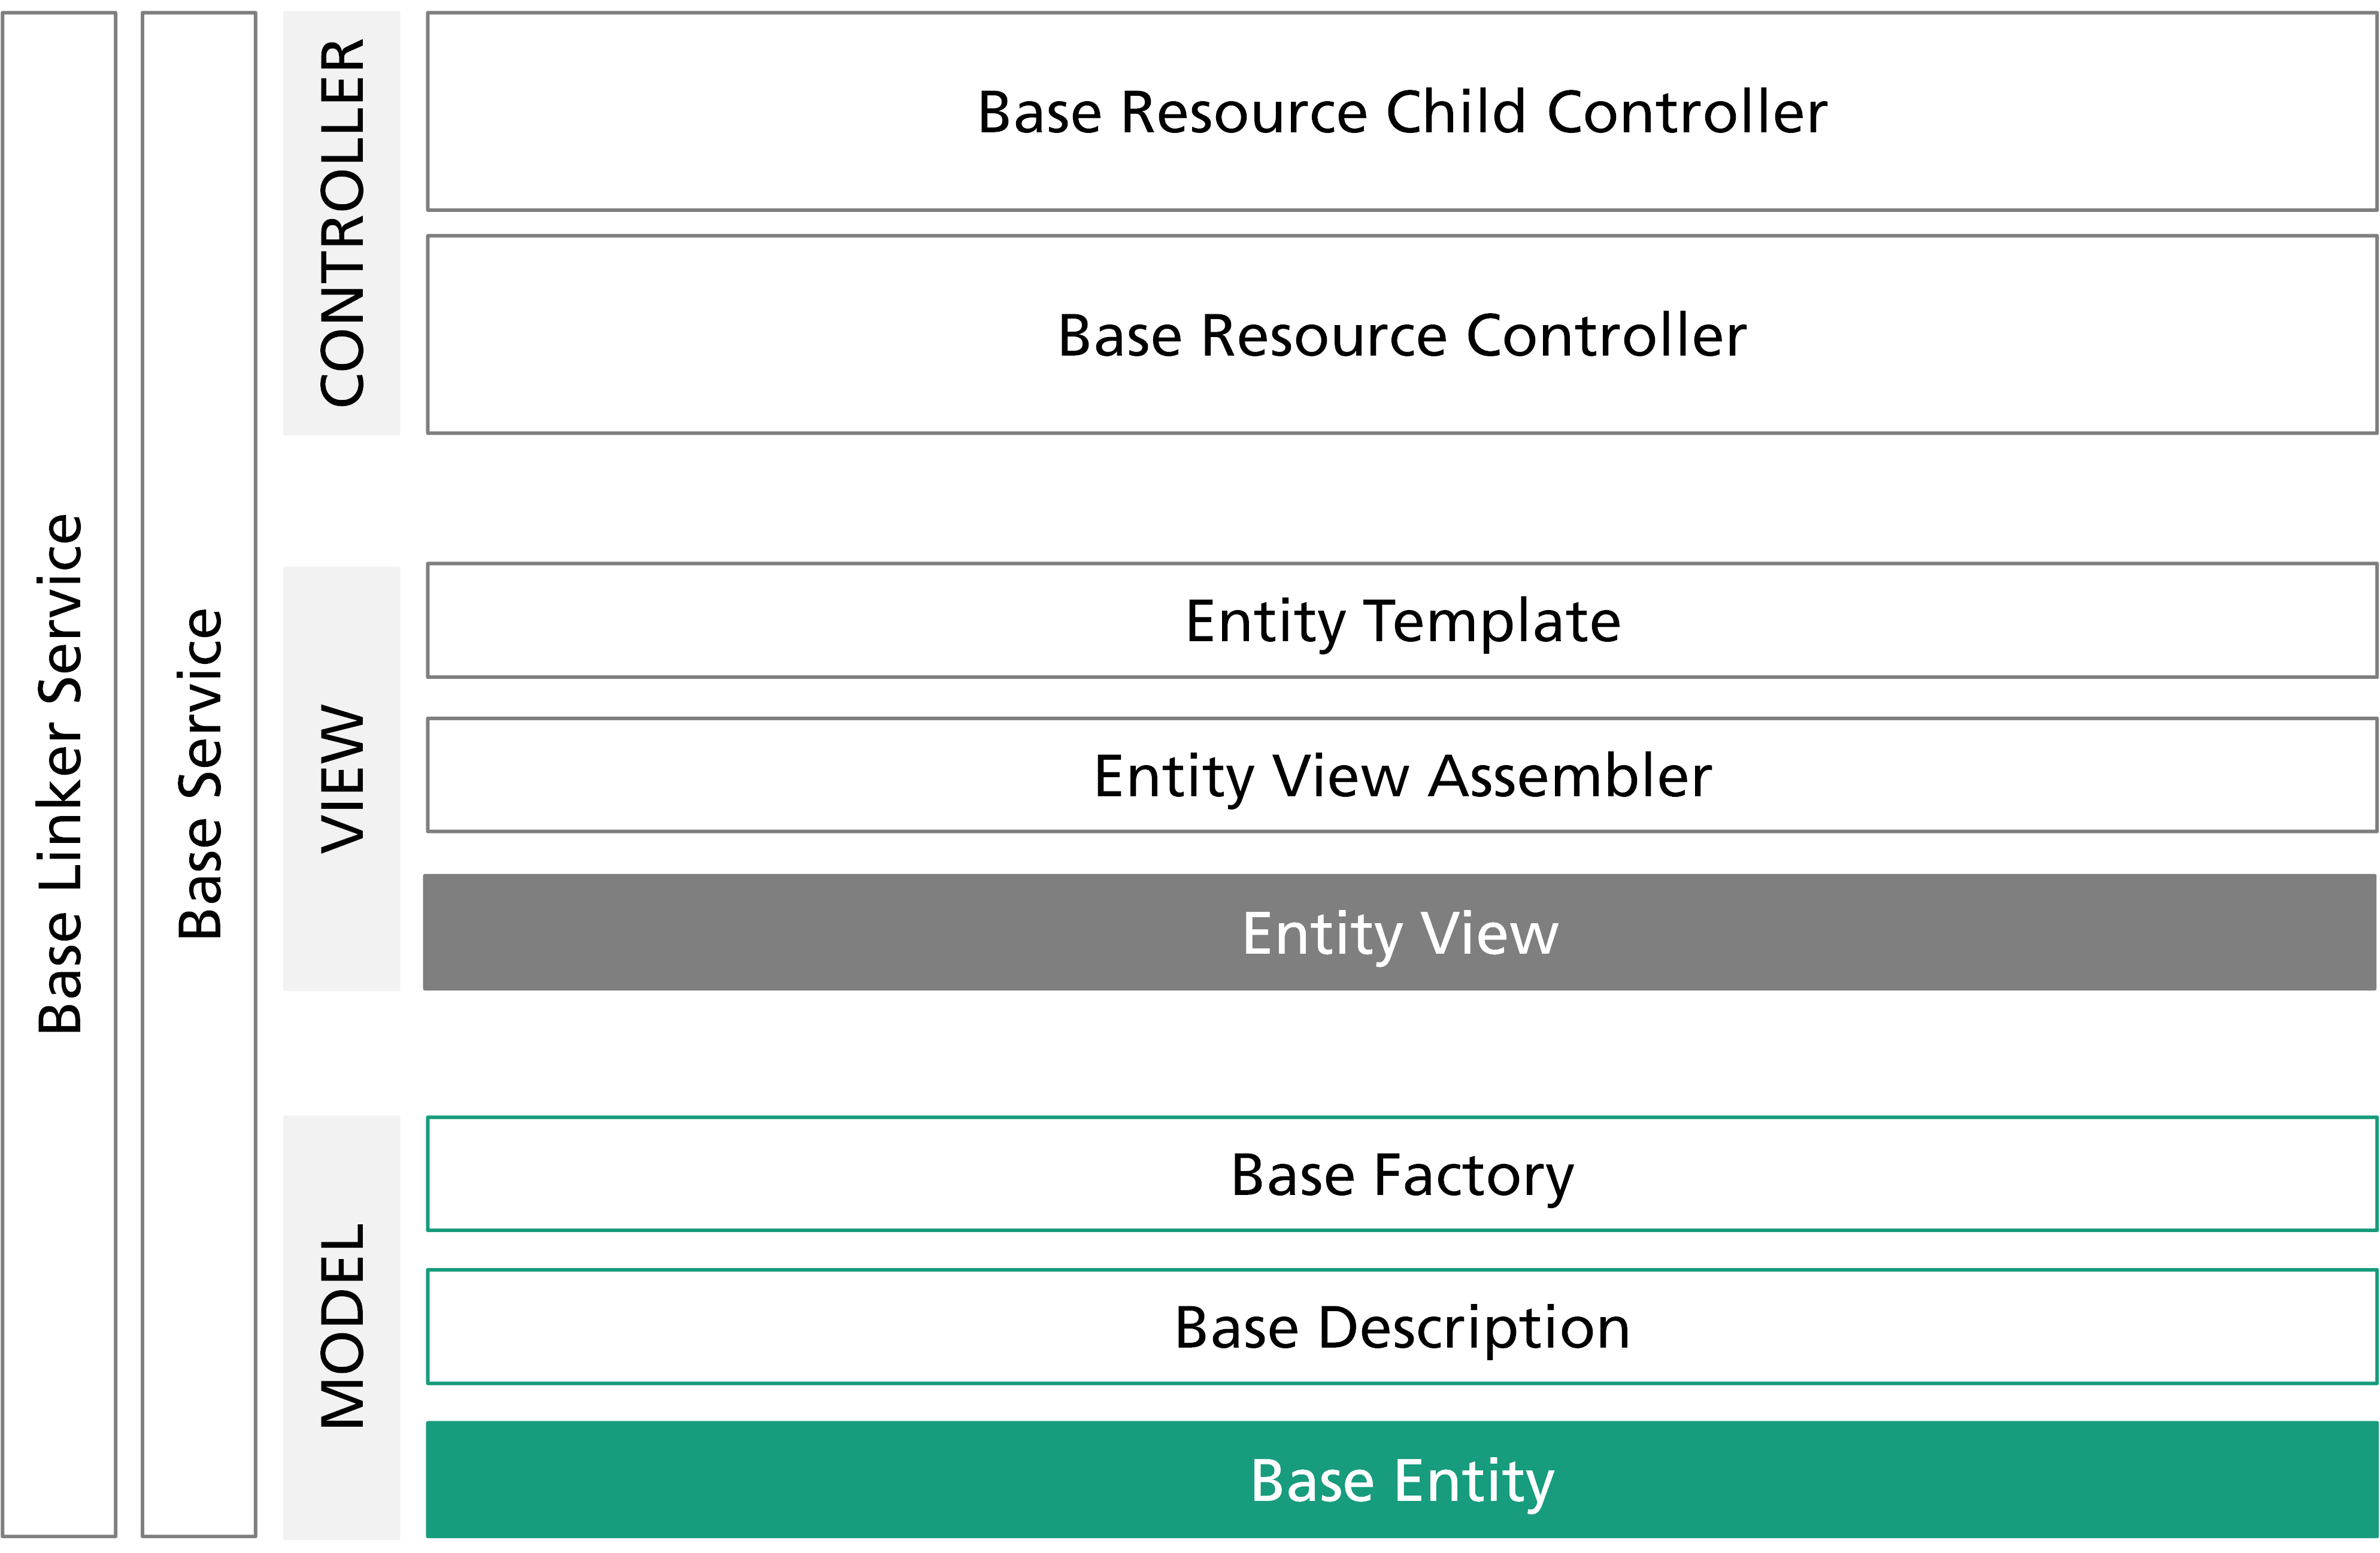 Base Linker Service
Base Service
CONTROLLER
Base Resource Child Controller
Base Resource Controller
VIEW
Entity Template
Entity View Assembler
Entity View
MODEL
Base Factory
Base Description
Base Entity